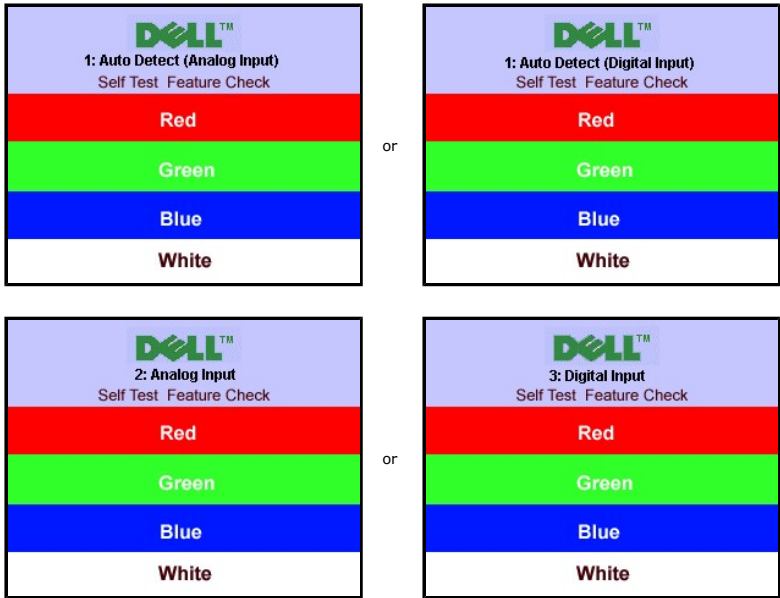 DELL™
1: Auto Detect (Analog Input)
Self Test Feature Check
Red
Green
Blue
White
or
DELL™
1: Auto Detect (Digital Input)
Self Test Feature Check
Red
Green
Blue
White
DELL™
2: Analog Input
Self Test Feature Check
Red
Green
Blue
White
or
DELL™
3: Digital Input
Self Test Feature Check
Red
Green
Blue
White